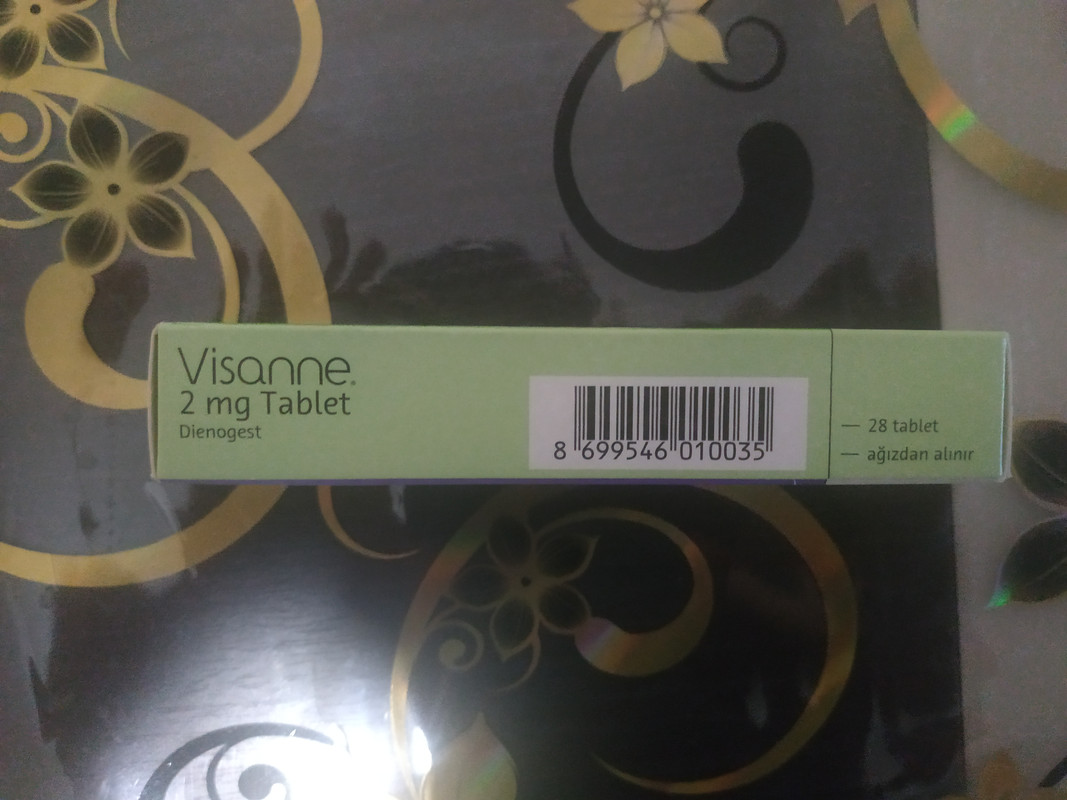 Visanne®
2 mg Tablet
Dienogest
8 699546 010035
28 tablet
ağızdan alınır